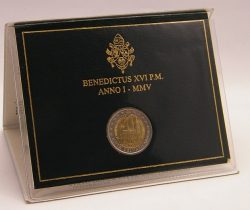 BENEDICTUS XVI P.M.
ANNO I - MMV